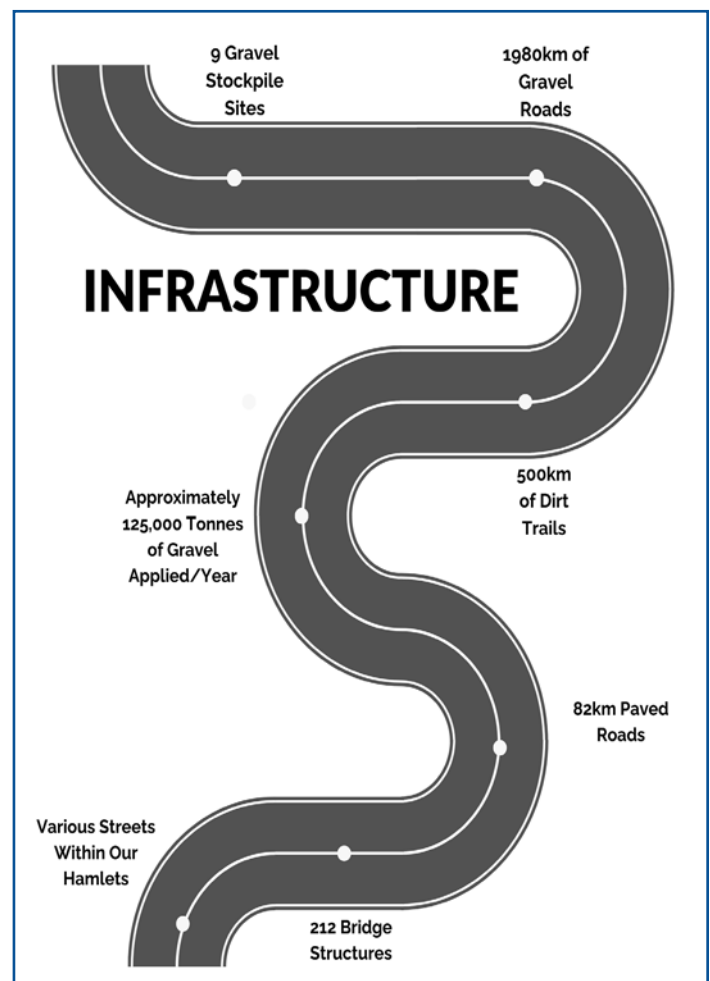 9 Gravel
Stockpile
Sites
1980km of
Gravel
Roads
INFRASTRUCTURE
500km
of Dirt
Trails
Approximately
125,000 Tonnes
of Gravel
Applied/Year
82km Paved
Roads
Various Streets
Within Our
Hamlets
212 Bridge
Structures